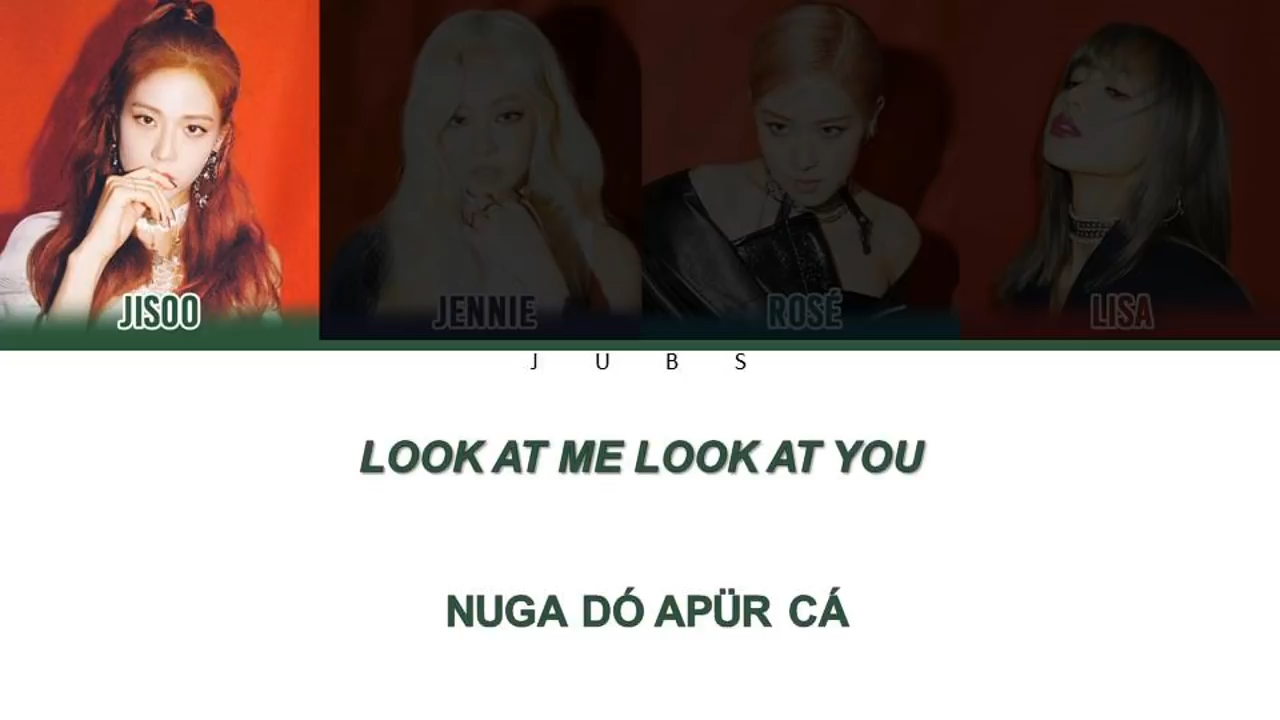 JISOO JENNIE ROSÉ LISA
J U B S
LOOK AT ME LOOK AT YOU
NUGA DÓ APÜR CÁ